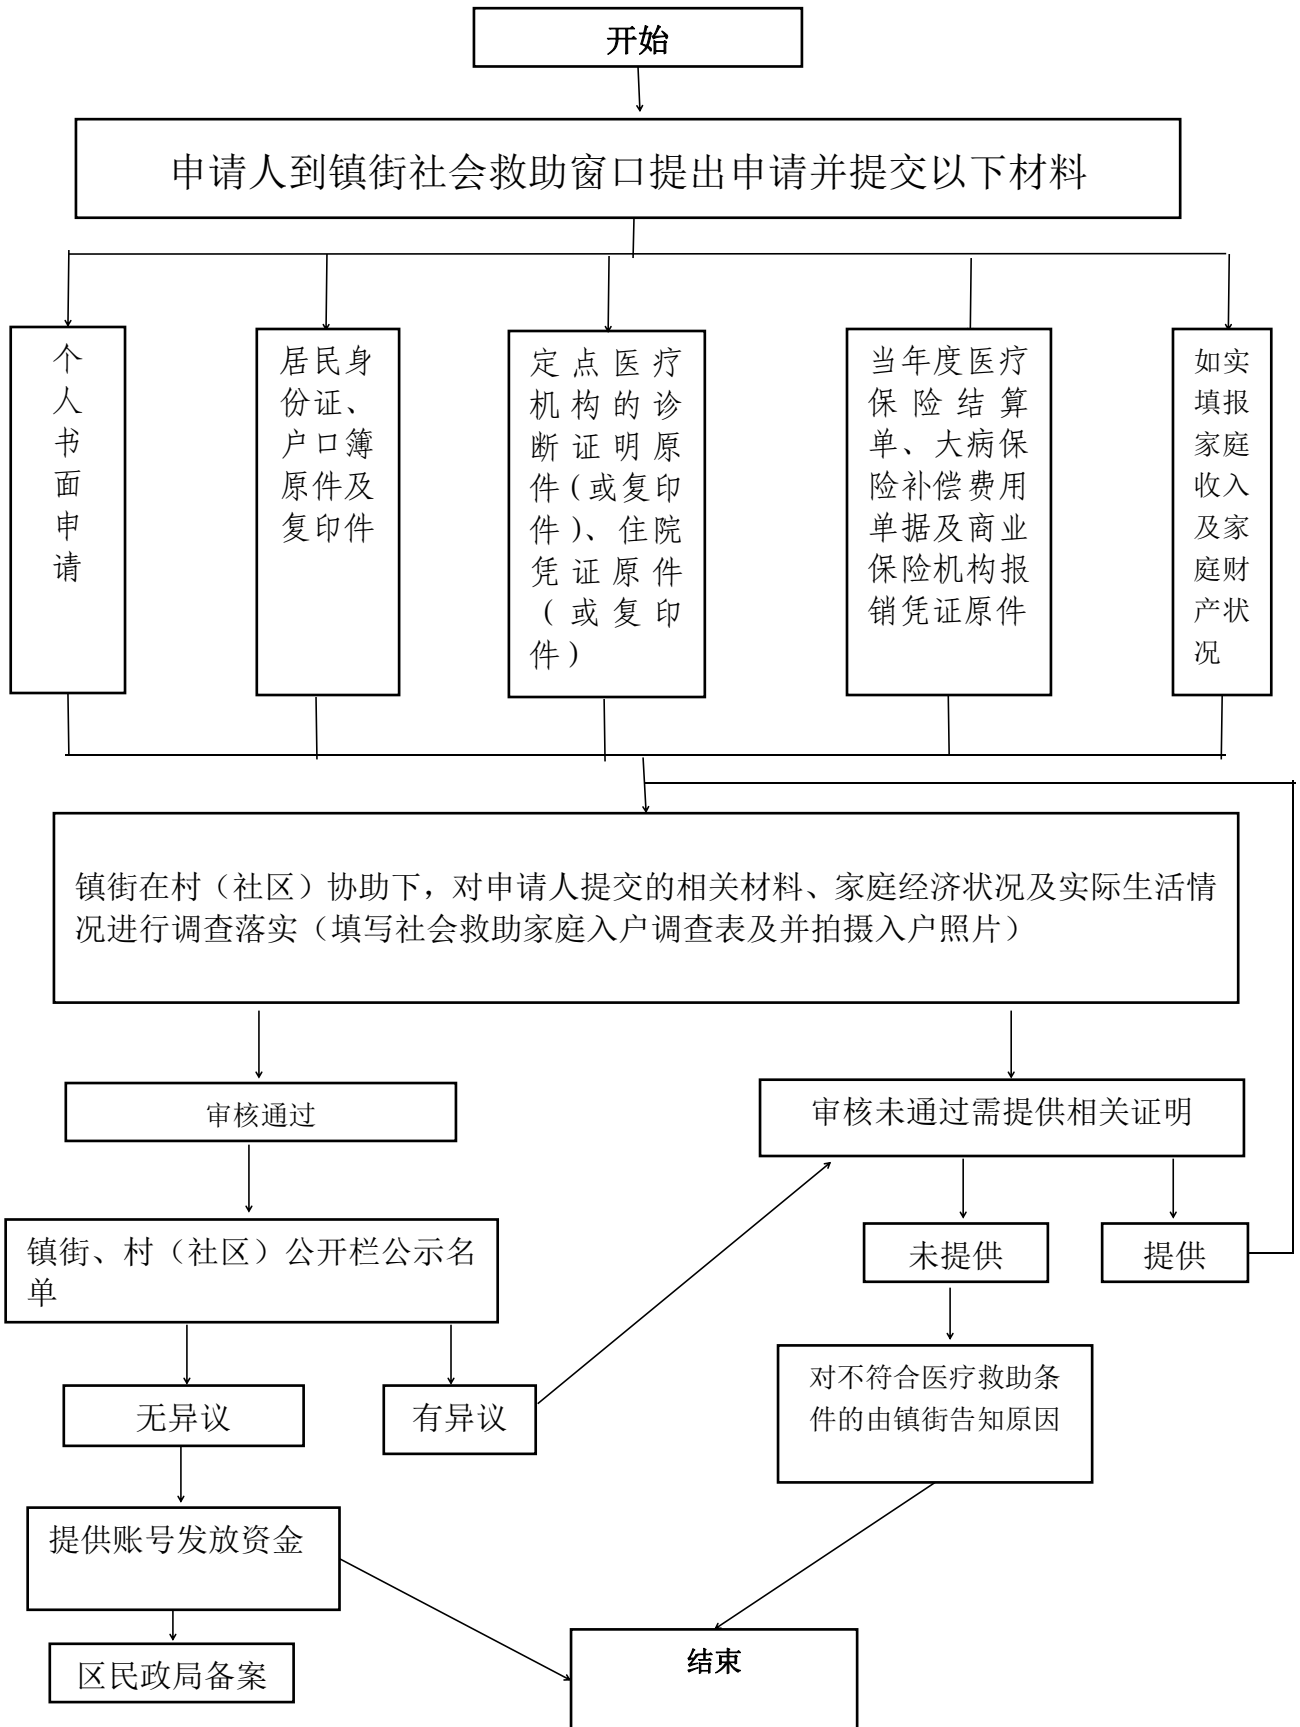 开始
申请人到镇街社会救助窗口提出申请并提交以下材料
个
人
书
面
申
请
居民身
份证、
户口簿
原件及
复印件
定点医疗
机构的诊
断证明原
件(或复印
件)、住院
凭证原件
(或复印
件)
当年度医疗
保险结算
单、大病保
险补偿费用
单据及商业
保险机构报
销凭证原件
如实
填报
家庭
收入
及家
庭财
产状
况
镇街在村（社区）协助下，对申请人提交的相关材料、家庭经济状况及实际生活情
况进行调查落实（填写社会救助家庭入户调查表及并拍摄入户照片）
审核通过
审核未通过需提供相关证明
镇街、村（社区）公开栏公示名
单
未提供
提供
无异议
有异议
对不符合医疗救助条
件的由镇街告知原因
提供账号发放资金
区民政局备案
结束